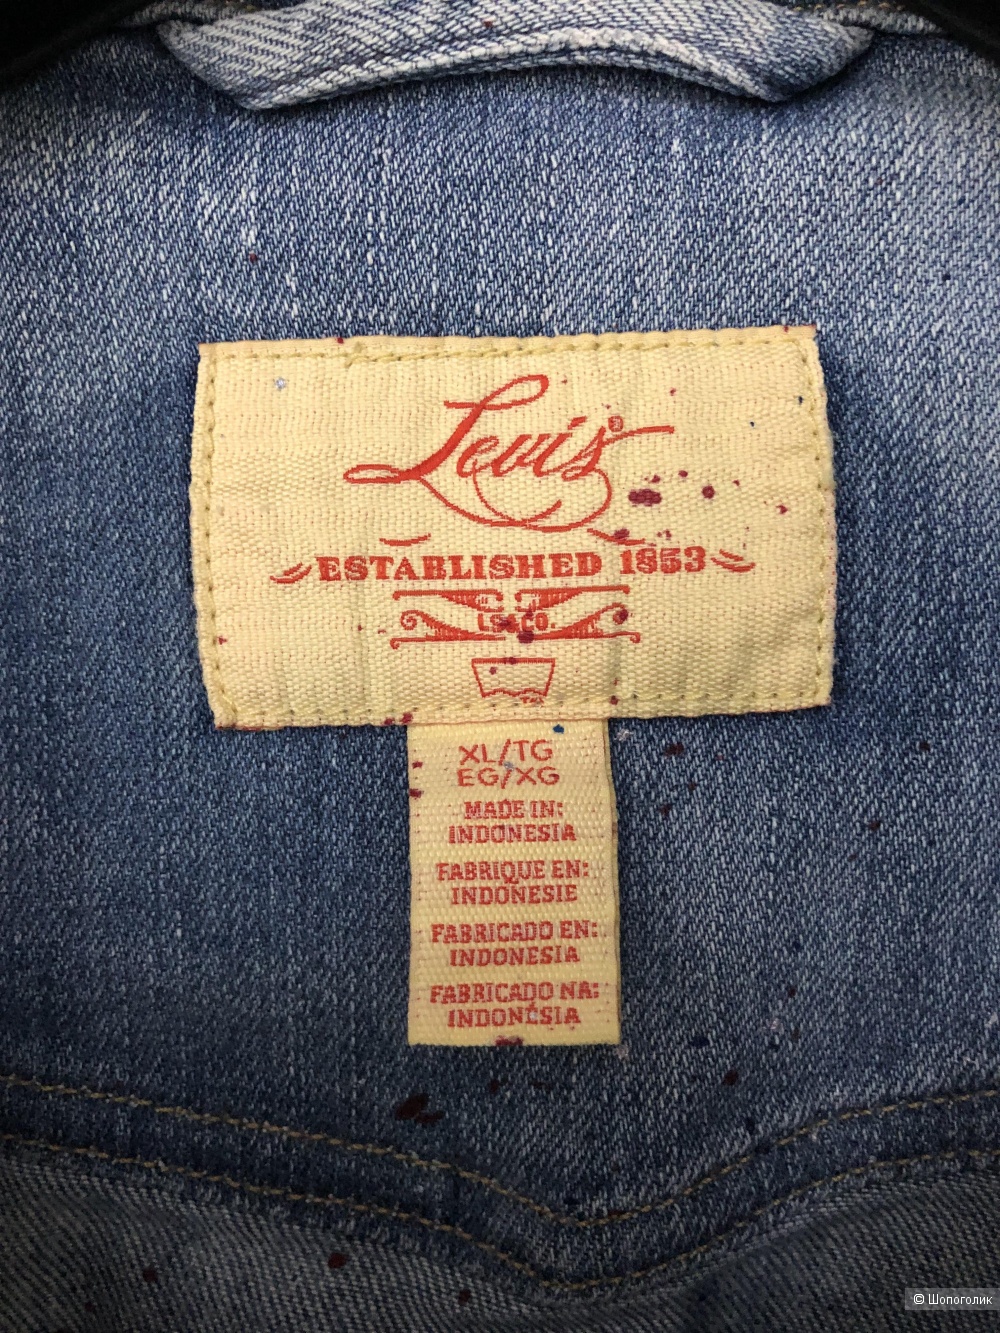 Levi's®
ESTABLISHED 1853
LS&CO.
XL/TG
EG/XG
MADE IN:
INDONESIA
FABRIQUE EN:
INDONESIE
FABRICADO EN:
INDONESIA
FABRICADO NA:
INDONÉSIA
© Шопоголик